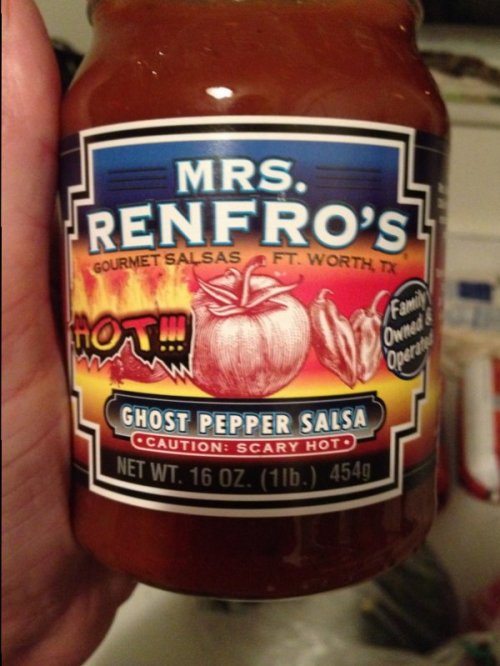 MRS.
RENFRO'S
GOURMET SALSAS FT. WORTH, TX
HOT!!!
Family
Owned &
Operated
GHOST PEPPER SALSA
• CAUTION: SCARY HOT •
NET WT. 16 OZ. (1lb.) 454g